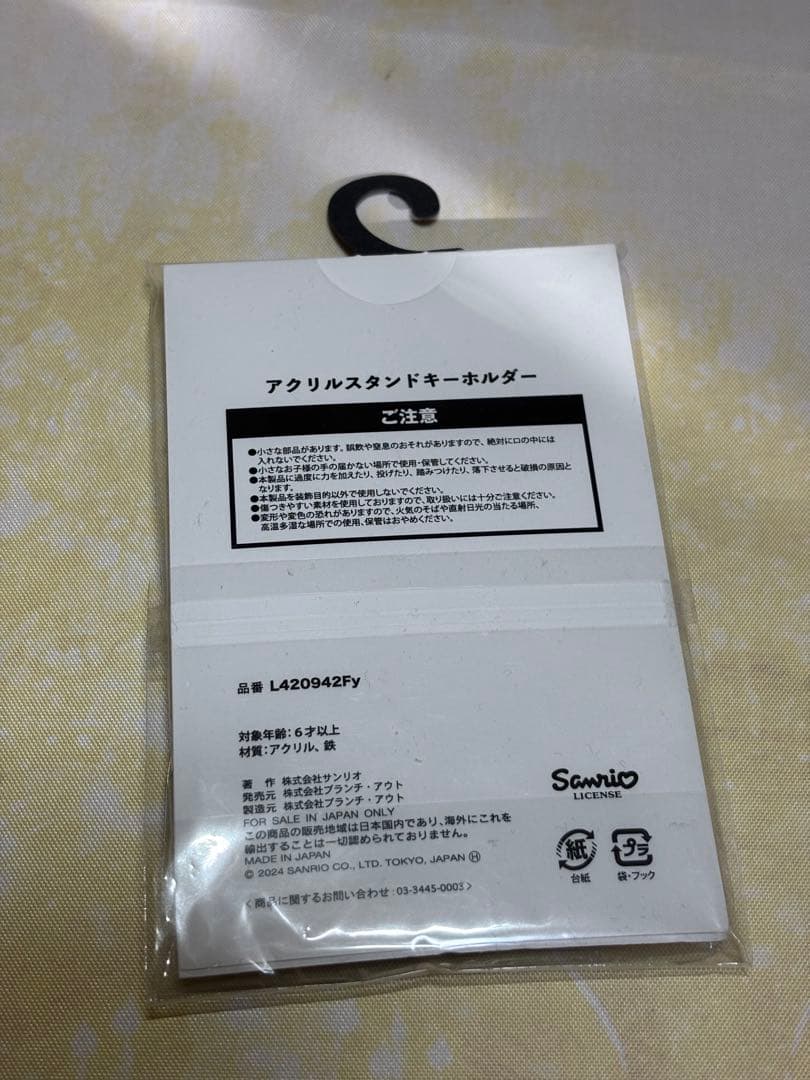 アクリルスタンドキーホルダー
ご注意
●小さな部品があります。誤飲や窒息のおそれがありますので、絶対に口の中には
入れないでください。
●小さなお子様の手の届かない場所で使用・保管してください。
●本製品に過度に力を加えたり、投げたり、踏みつけたり、落下させると破損の原因と
なります。
●本製品を装飾目的以外で使用しないでください。
●傷つきやすい素材を使用しておりますので、取り扱いには十分ご注意ください。
●変形や変色の恐れがありますので、火気のそばや直射日光の当たる場所、
高温多湿な場所での使用、保管はおやめください。
品番 L420942Fy
対象年齢：6才以上
材質：アクリル、鉄
著　作 株式会社サンリオ
発売元 株式会社ブランチ・アウト
製造元 株式会社ブランチ・アウト
FOR SALE IN JAPAN ONLY
この商品の販売地域は日本国内であり、海外にこれを
輸出することは一切認められておりません。
MADE IN JAPAN
© 2024 SANRIO CO., LTD. TOKYO, JAPAN Ⓗ
〈商品に関するお問い合わせ：03-3445-0003〉
Sanrio
LICENSE
紙
台紙
プラ
袋・フック